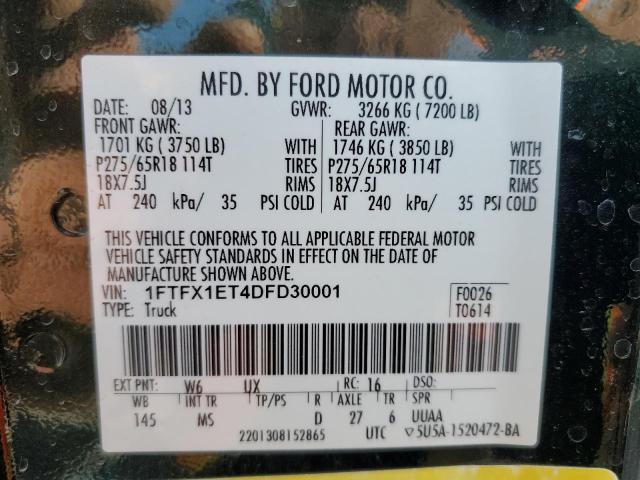 MFD. BY FORD MOTOR CO.
DATE: 08/13 GVWR: 3266 KG ( 7200 LB)
FRONT GAWR: REAR GAWR:
1701 KG ( 3750 LB) WITH 1746 KG ( 3850 LB) WITH
P275/65R18 114T TIRES P275/65R18 114T TIRES
18X7.5J RIMS 18X7.5J RIMS
AT 240 kPa/ 35 PSI COLD AT 240 kPa/ 35 PSI COLD
THIS VEHICLE CONFORMS TO ALL APPLICABLE FEDERAL MOTOR
VEHICLE SAFETY STANDARDS IN EFFECT ON THE DATE OF
MANUFACTURE SHOWN ABOVE.
VIN: 1FTFX1ET4DFD30001 F0026
TYPE: Truck T0614
EXT PNT: W6 UX RC: 16 DSO:
WB INT TR TP/PS R AXLE TR SPR
145 MS D 27 6 UUAA
2201308152865 UTC ▽5U5A-1520472-BA